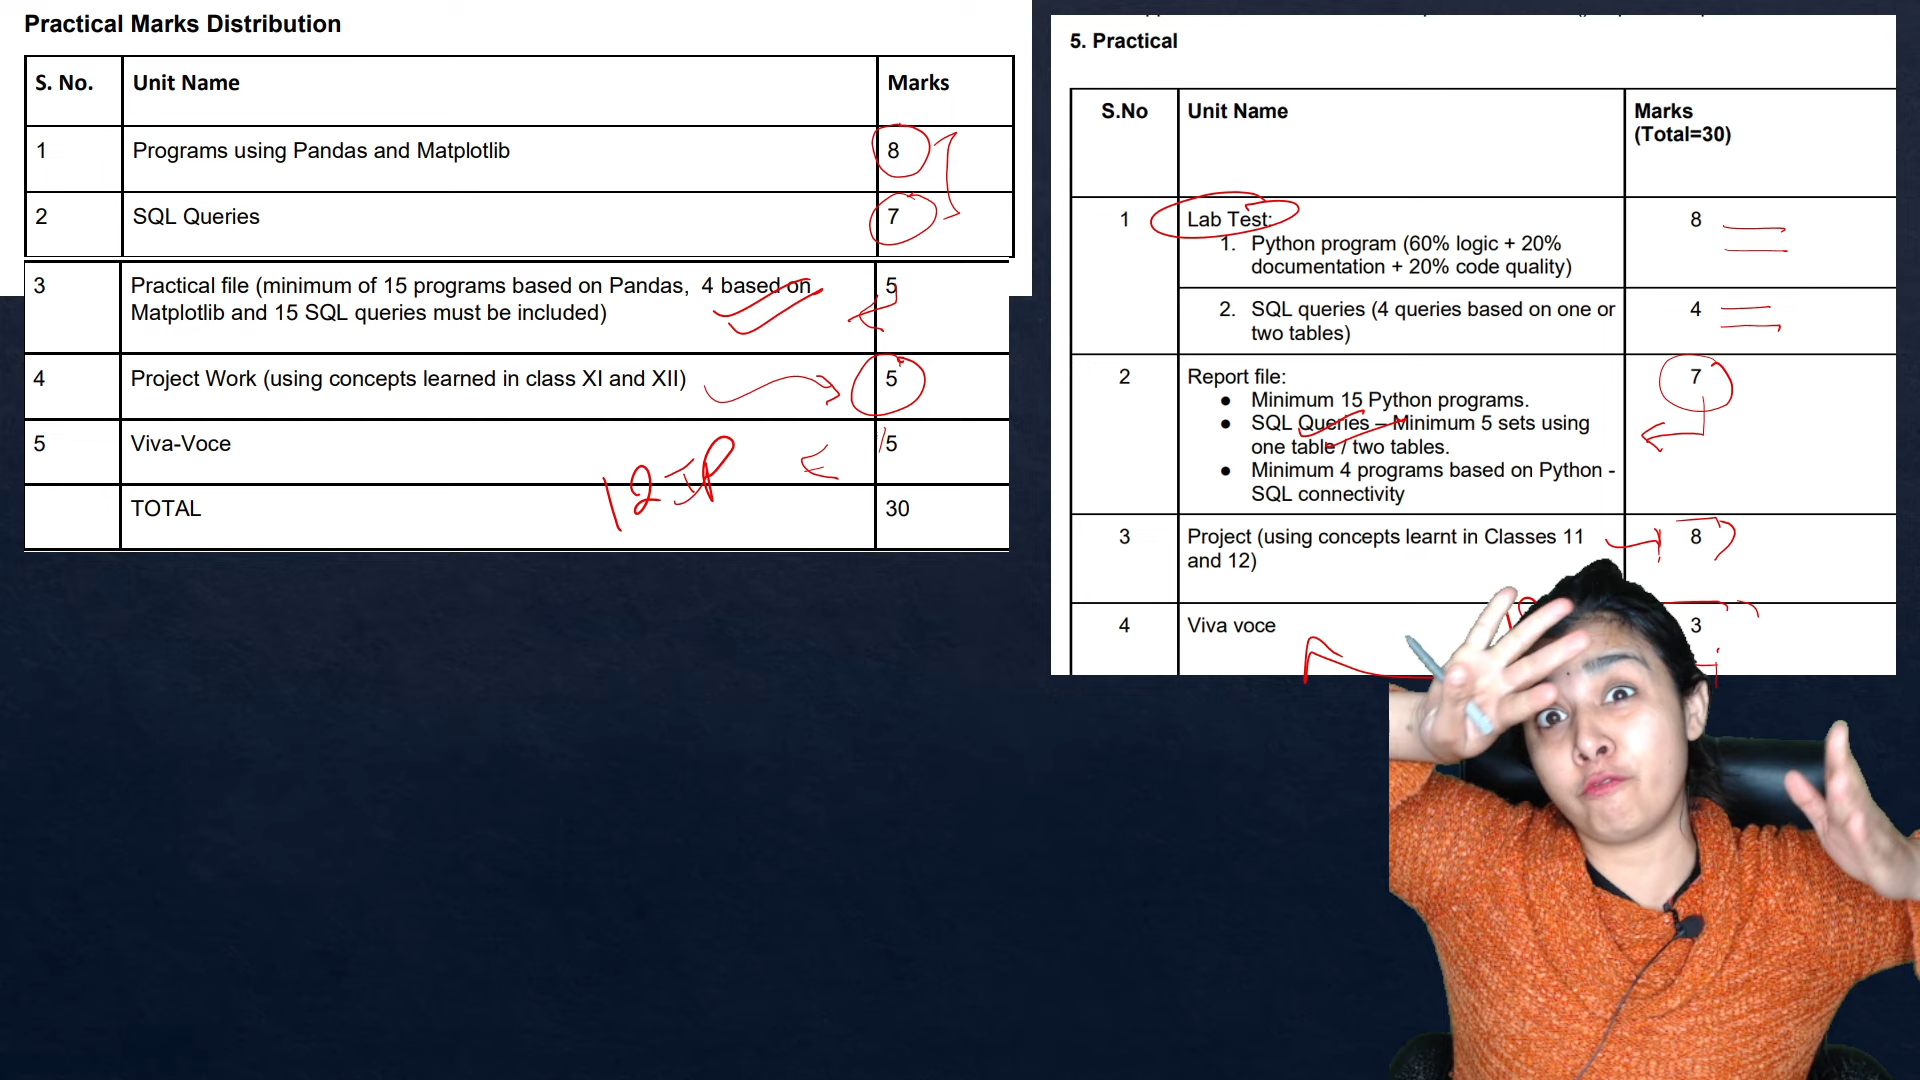 Practical Marks Distribution
S. No. Unit Name Marks
1 Programs using Pandas and Matplotlib 8
2 SQL Queries 7
3 Practical file (minimum of 15 programs based on Pandas, 4 based on 5
Matplotlib and 15 SQL queries must be included)
4 Project Work (using concepts learned in class XI and XII) 5
5 Viva-Voce 5
12 IP
TOTAL 30
5. Practical
S.No Unit Name Marks
(Total=30)
1 Lab Test: 8
1. Python program (60% logic + 20%
documentation + 20% code quality)
2. SQL queries (4 queries based on one or 4
two tables)
2 Report file: 7
● Minimum 15 Python programs.
● SQL Queries – Minimum 5 sets using
one table / two tables.
● Minimum 4 programs based on Python -
SQL connectivity
3 Project (using concepts learnt in Classes 11 8
and 12)
4 Viva voce 3